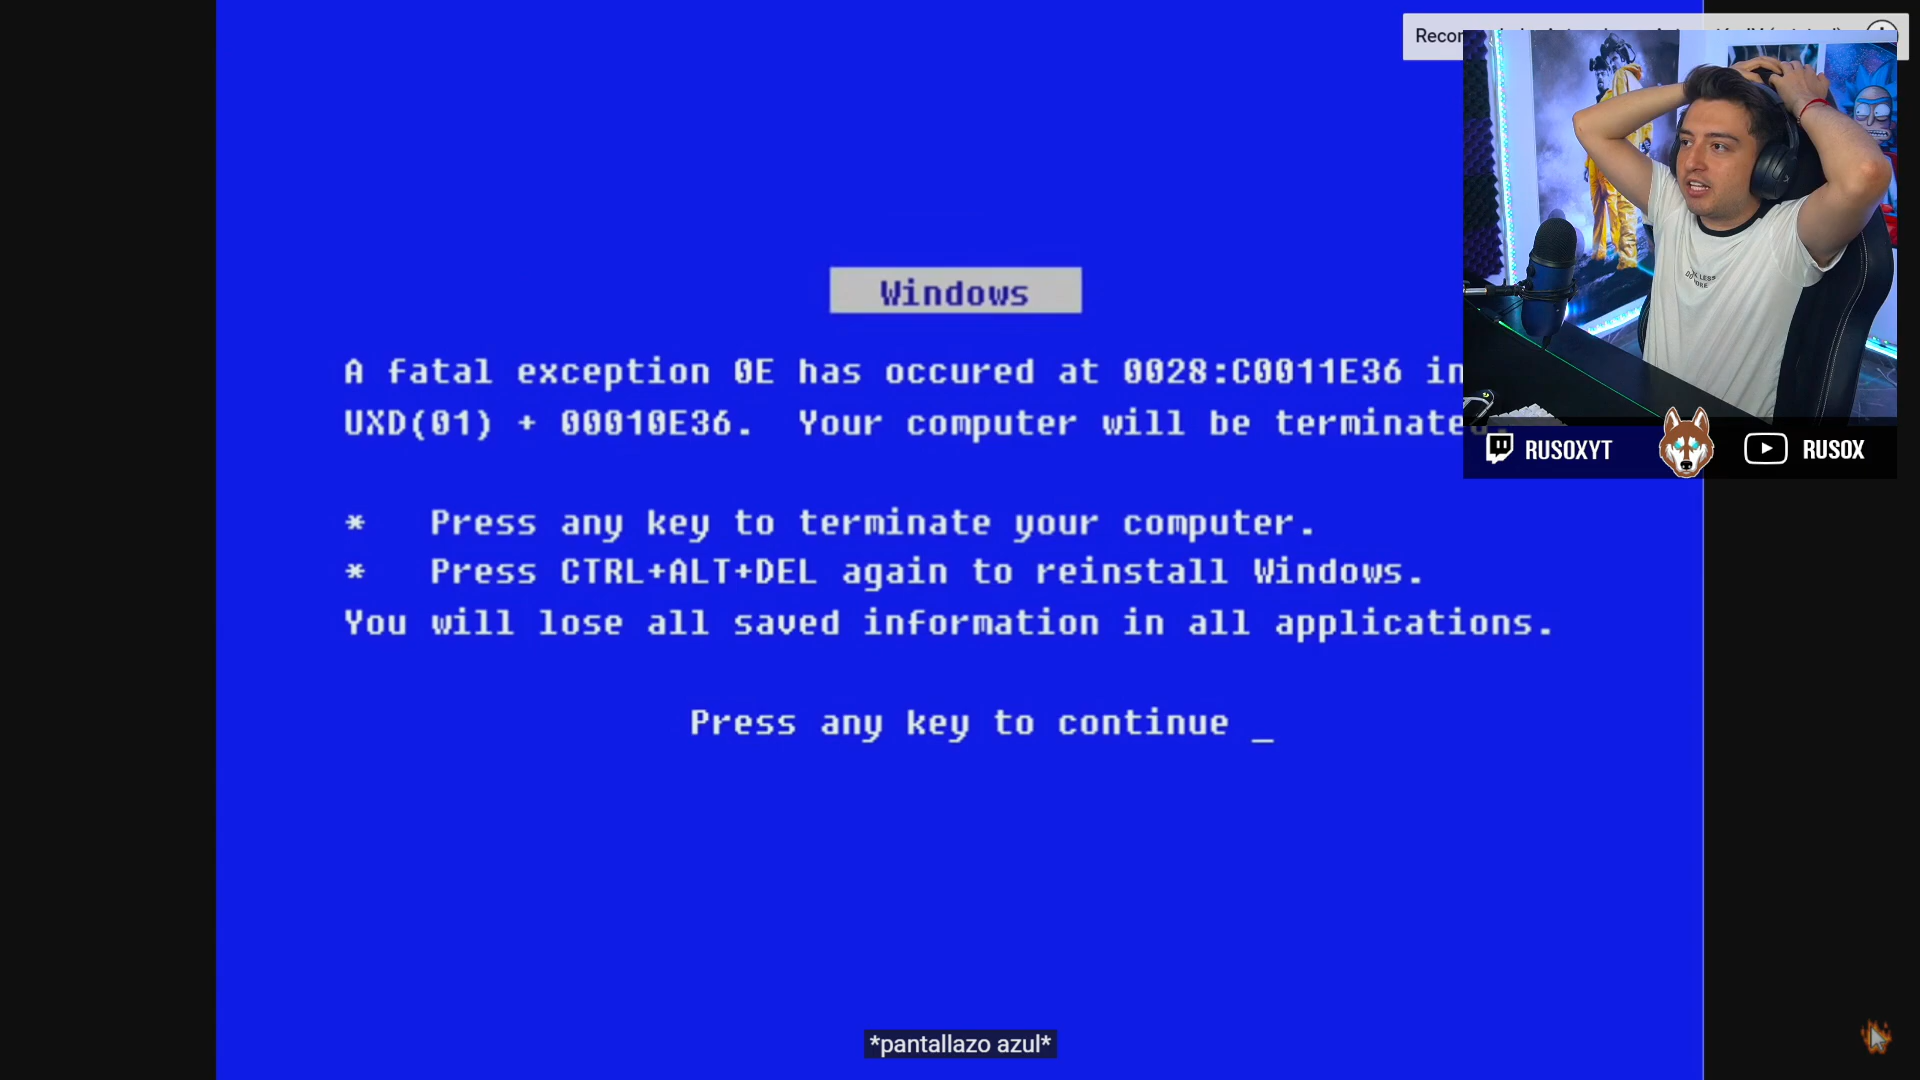 Windows
A fatal exception 0E has occured at 0028:C0011E36 in
UXD(01) + 00010E36. Your computer will be terminated.
* Press any key to terminate your computer.
* Press CTRL+ALT+DEL again to reinstall Windows.
You will lose all saved information in all applications.
Press any key to continue _
RUSOXYT
RUSOX
*pantallazo azul*